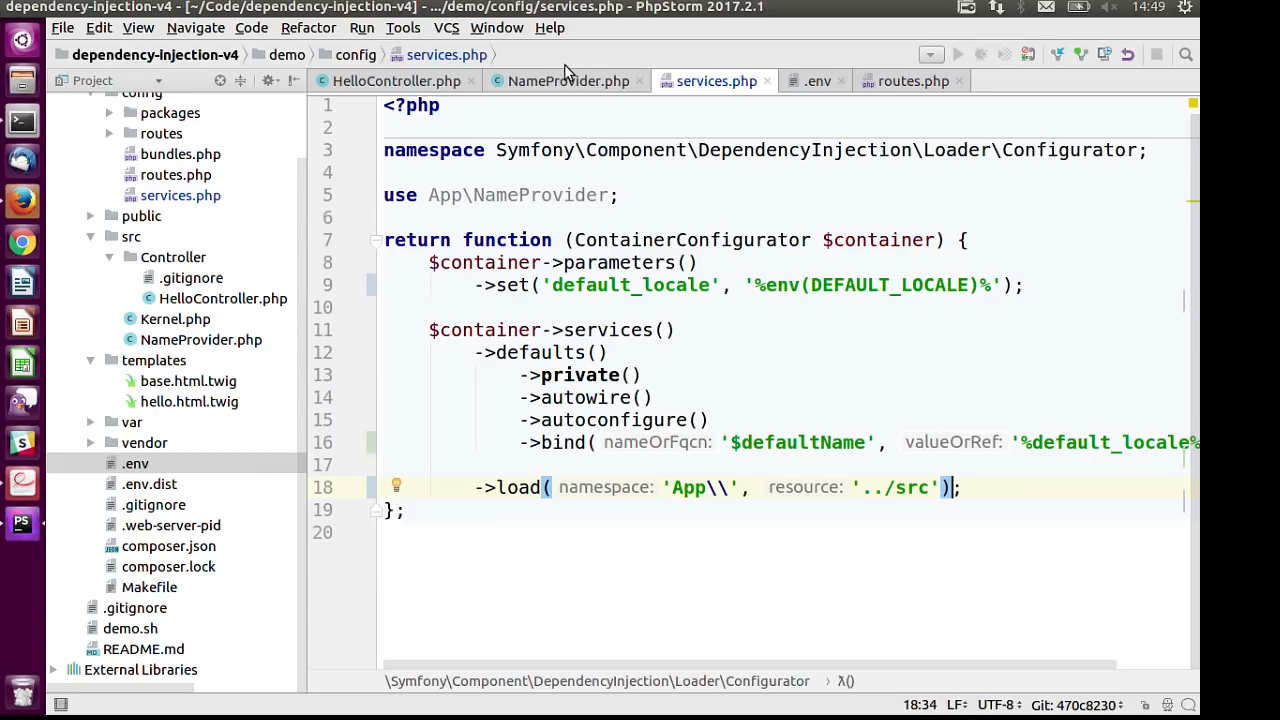 dependency-injection-v4 - [~/Code/dependency-injection-v4] - .../demo/config/services.php - PhpStorm 2017.2.1
14:49
File Edit View Navigate Code Refactor Run Tools VCS Window Help
dependency-injection-v4 demo config services.php
Project
HelloController.php NameProvider.php services.php .env routes.php
config
packages
routes
bundles.php
routes.php
services.php
public
src
Controller
.gitignore
HelloController.php
Kernel.php
NameProvider.php
templates
base.html.twig
hello.html.twig
var
vendor
.env
.env.dist
.gitignore
.web-server-pid
composer.json
composer.lock
Makefile
.gitignore
demo.sh
README.md
External Libraries
1 <?php
2
3 namespace Symfony\Component\DependencyInjection\Loader\Configurator;
4
5 use App\NameProvider;
6
7 return function (ContainerConfigurator $container) {
8 $container->parameters()
9 ->set('default_locale', '%env(DEFAULT_LOCALE)%');
10
11 $container->services()
12 ->defaults()
13 ->private()
14 ->autowire()
15 ->autoconfigure()
16 ->bind( nameOrFqcn: '$defaultName', valueOrRef: '%default_locale%
17
18 ->load( namespace: 'App\\', resource: '../src');
19 };
20
\Symfony\Component\DependencyInjection\Loader\Configurator λ()
18:34 LF÷ UTF-8÷ Git: 470c8230÷